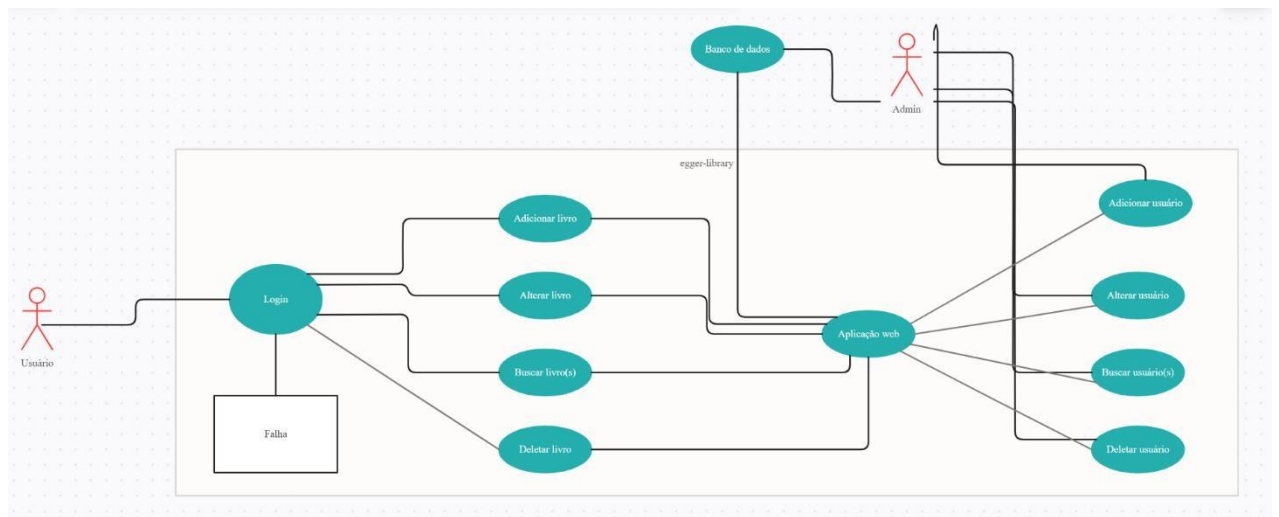 Banco de dados
Admin
egger-library
Adicionar livro
Adicionar usuário
Login
Alterar livro
Alterar usuário
Aplicação web
Usuário
Buscar livro(s)
Buscar usuário(s)
Falha
Deletar livro
Deletar usuário